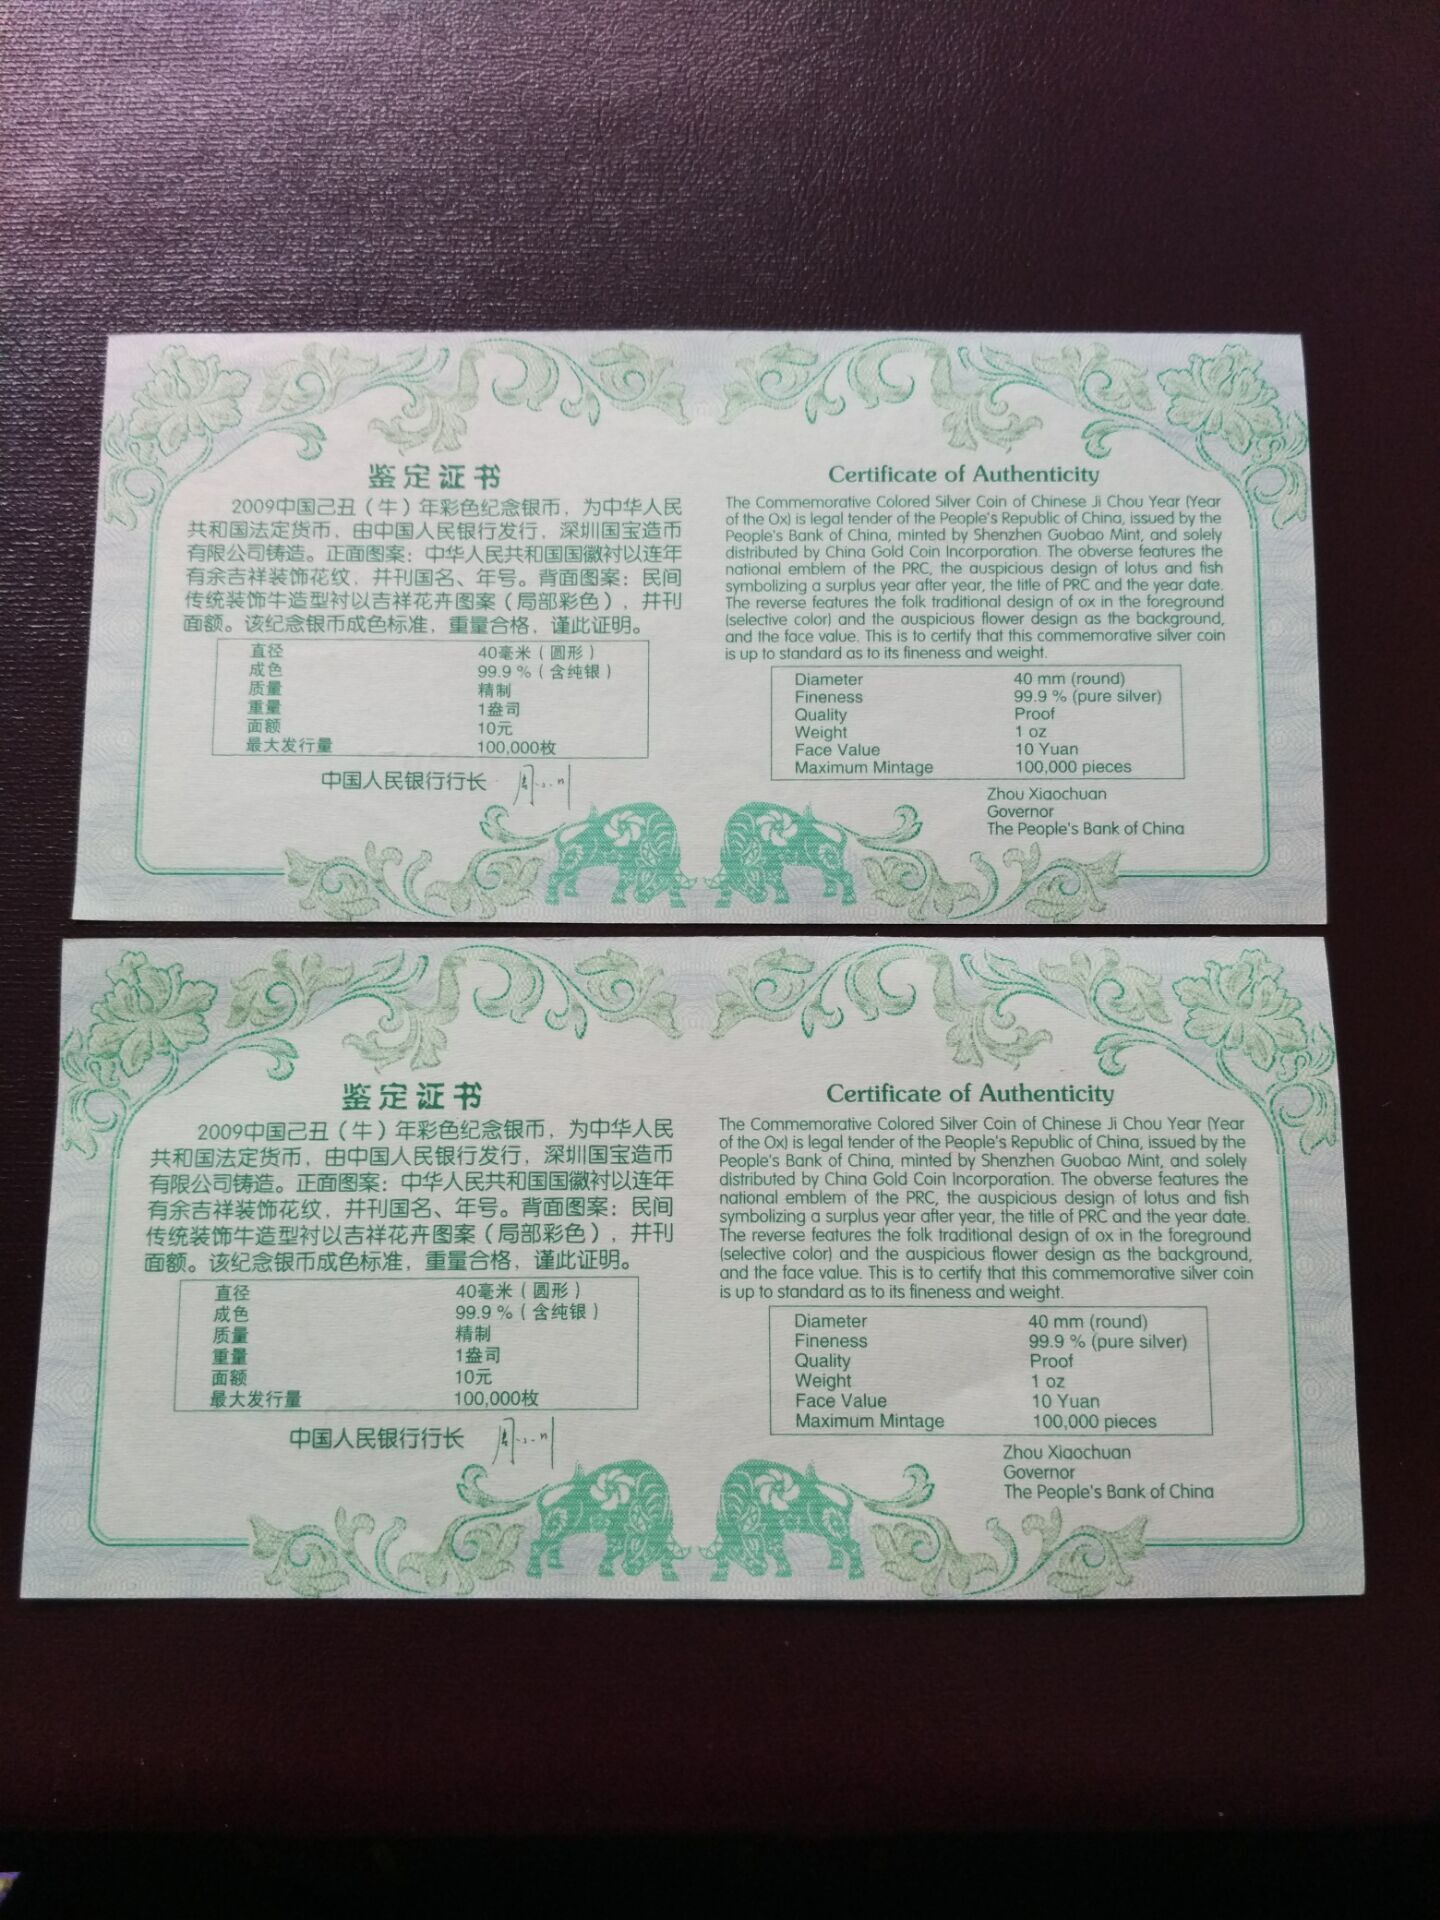 鉴定证书
2009中国己丑（牛）年彩色纪念银币，为中华人民
共和国法定货币，由中国人民银行发行，深圳国宝造币
有限公司铸造。正面图案：中华人民共和国国徽衬以连年
有余吉祥装饰花纹，并刊国名、年号。背面图案：民间
传统装饰牛造型衬以吉祥花卉图案（局部彩色），并刊
面额。该纪念银币成色标准，重量合格，谨此证明。
直径 40毫米（圆形）
成色 99.9％（含纯银）
质量 精制
重量 1盎司
面额 10元
最大发行量 100,000枚
中国人民银行行长 周小川
Certificate of Authenticity
The Commemorative Colored Silver Coin of Chinese Ji Chou Year (Year
of the Ox) is legal tender of the People's Republic of China, issued by the
People's Bank of China, minted by Shenzhen Guobao Mint, and solely
distributed by China Gold Coin Incorporation. The obverse features the
national emblem of the PRC, the auspicious design of lotus and fish
symbolizing a surplus year after year, the title of PRC and the year date.
The reverse features the folk traditional design of ox in the foreground
(selective color) and the auspicious flower design as the background,
and the face value. This is to certify that this commemorative silver coin
is up to standard as to its fineness and weight.
Diameter 40 mm (round)
Fineness 99.9 % (pure silver)
Quality Proof
Weight 1 oz
Face Value 10 Yuan
Maximum Mintage 100,000 pieces
Zhou Xiaochuan
Governor
The People's Bank of China
鉴定证书
2009中国己丑（牛）年彩色纪念银币，为中华人民
共和国法定货币，由中国人民银行发行，深圳国宝造币
有限公司铸造。正面图案：中华人民共和国国徽衬以连年
有余吉祥装饰花纹，并刊国名、年号。背面图案：民间
传统装饰牛造型衬以吉祥花卉图案（局部彩色），并刊
面额。该纪念银币成色标准，重量合格，谨此证明。
直径 40毫米（圆形）
成色 99.9％（含纯银）
质量 精制
重量 1盎司
面额 10元
最大发行量 100,000枚
中国人民银行行长 周小川
Certificate of Authenticity
The Commemorative Colored Silver Coin of Chinese Ji Chou Year (Year
of the Ox) is legal tender of the People's Republic of China, issued by the
People's Bank of China, minted by Shenzhen Guobao Mint, and solely
distributed by China Gold Coin Incorporation. The obverse features the
national emblem of the PRC, the auspicious design of lotus and fish
symbolizing a surplus year after year, the title of PRC and the year date.
The reverse features the folk traditional design of ox in the foreground
(selective color) and the auspicious flower design as the background,
and the face value. This is to certify that this commemorative silver coin
is up to standard as to its fineness and weight.
Diameter 40 mm (round)
Fineness 99.9 % (pure silver)
Quality Proof
Weight 1 oz
Face Value 10 Yuan
Maximum Mintage 100,000 pieces
Zhou Xiaochuan
Governor
The People's Bank of China